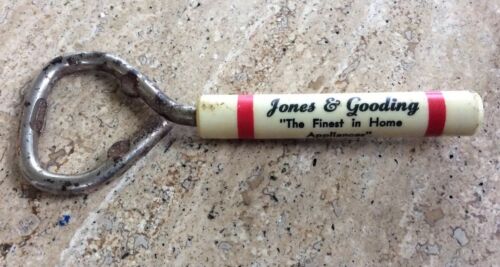 Jones & Gooding
"The Finest in Home
Appliances"